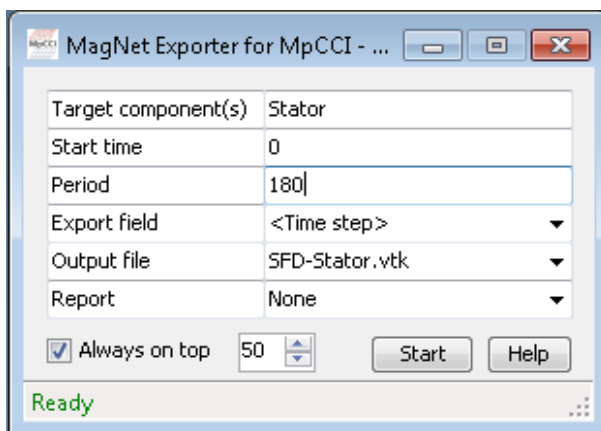 MpCCI MagNet Exporter for MpCCI - ...
Target component(s) Stator
Start time 0
Period 180
Export field <Time step>
Output file SFD-Stator.vtk
Report None
Always on top 50 Start Help
Ready